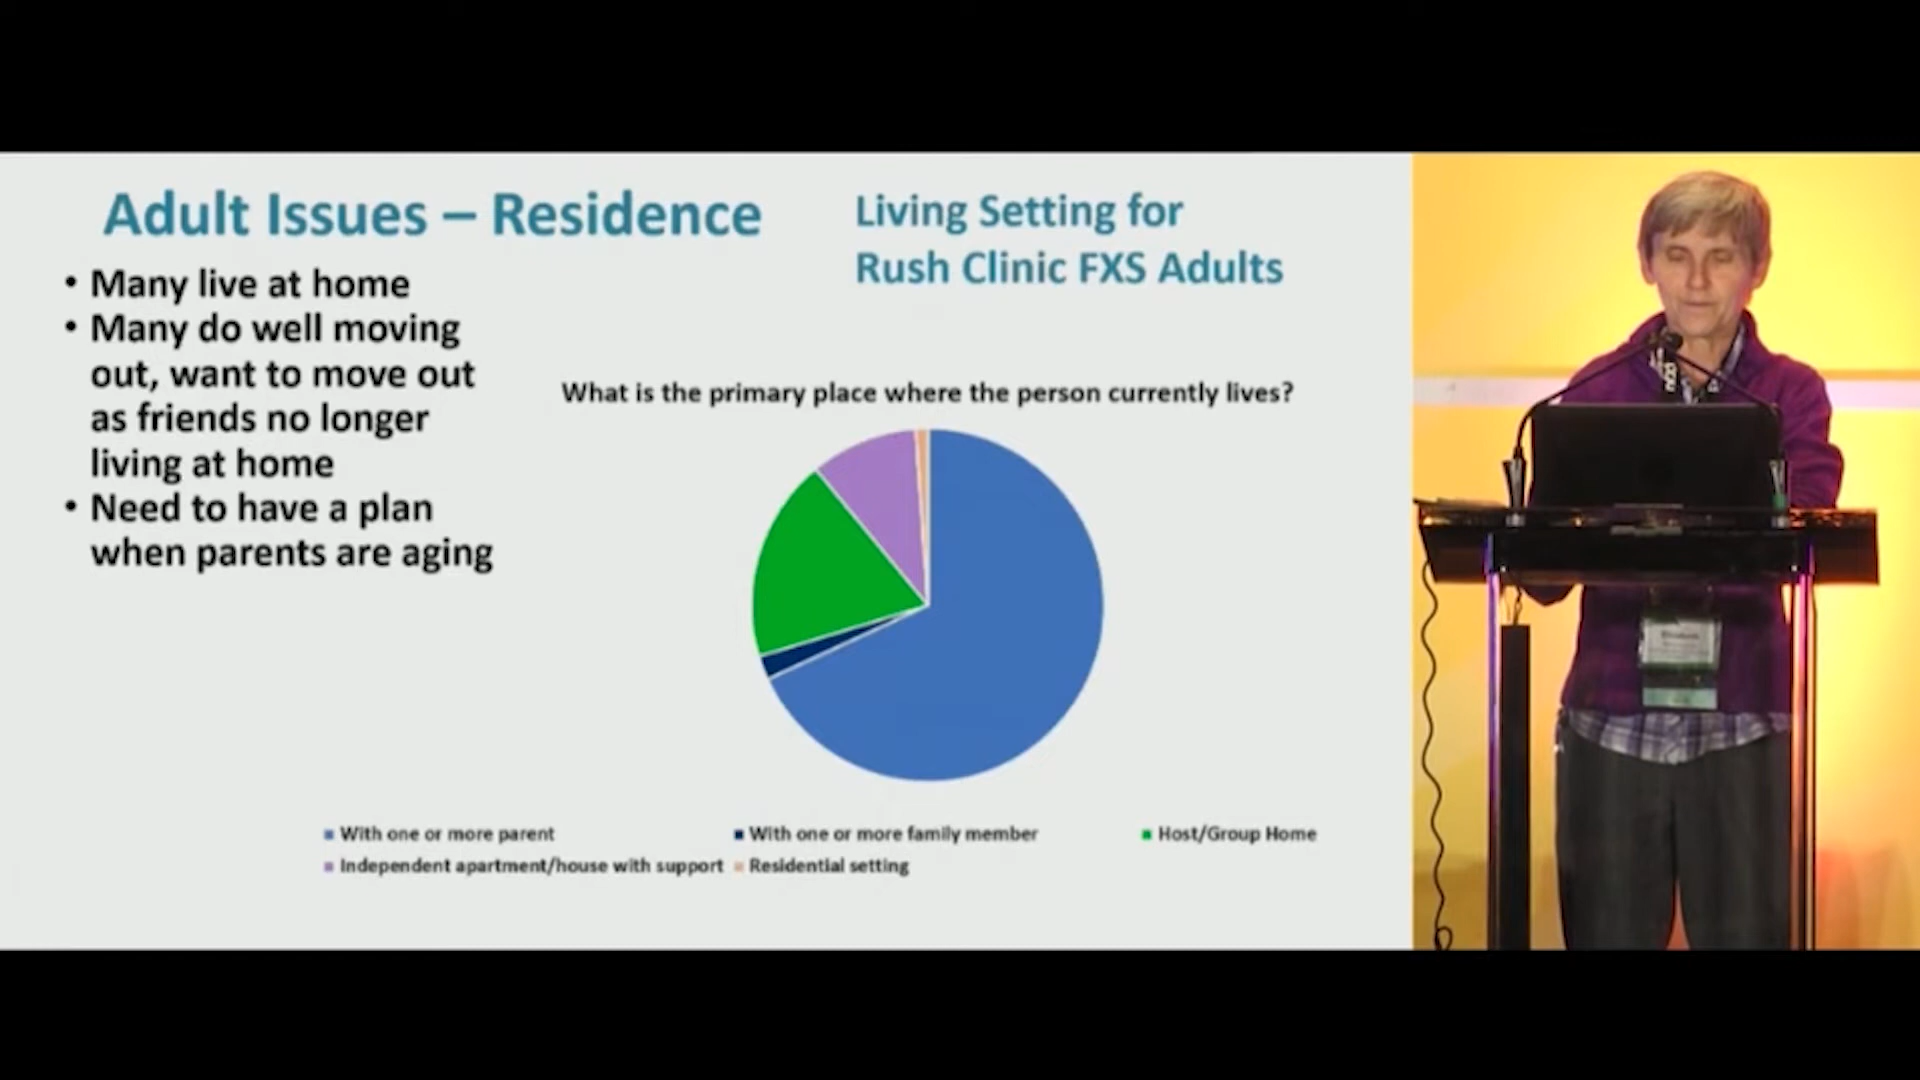 Adult Issues – Residence
• Many live at home
• Many do well moving
out, want to move out
as friends no longer
living at home
• Need to have a plan
when parents are aging
Living Setting for
Rush Clinic FXS Adults
What is the primary place where the person currently lives?
With one or more parent
With one or more family member
Host/Group Home
Independent apartment/house with support
Residential setting